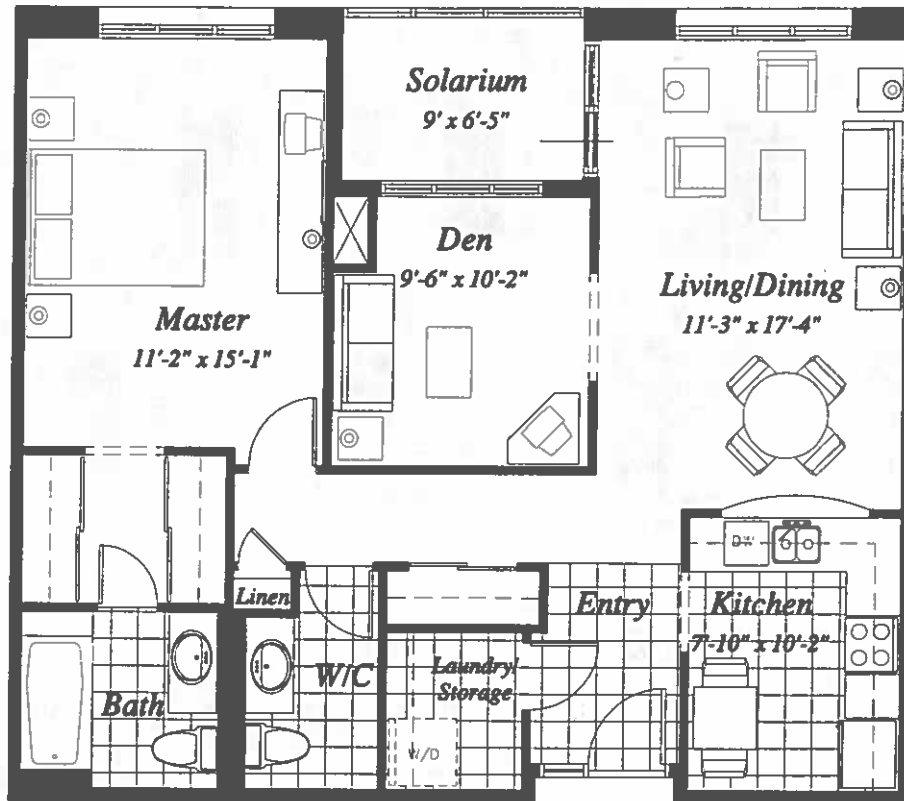 Solarium
9' x 6'-5"
Den
9'-6" x 10'-2"
Living/Dining
11'-3" x 17'-4"
Master
11'-2" x 15'-1"
DW
Linen
Entry
Kitchen
7'-10" x 10'-2"
W/C
Laundry/
Storage
Bath
W/D